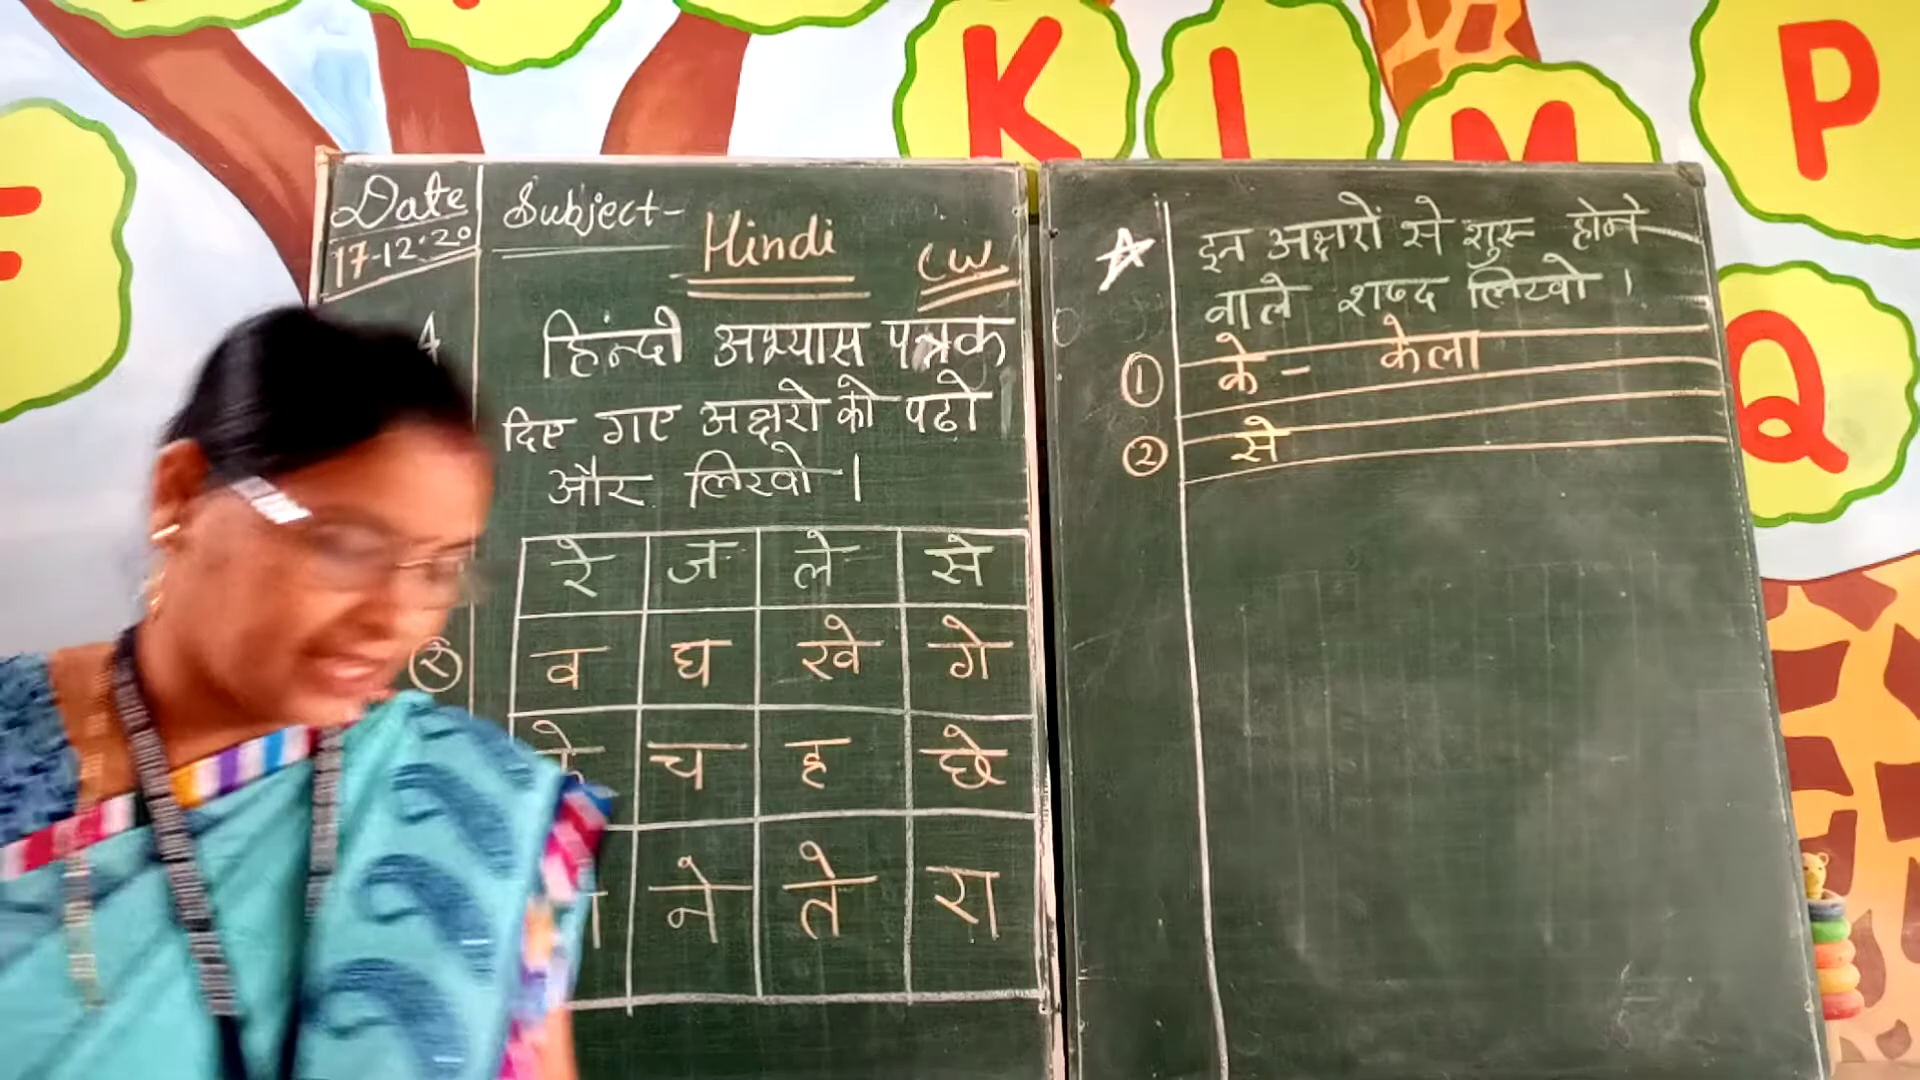 K
L
M
P
F
Q
Date
17-12-20
Subject-
Hindi
CW
हिन्दी अभ्यास पत्रक
दिए गए अक्षरो को पढो
और लिखो |
रे ज ले से
व घ खे गे
च ह छे
ने ते रा
इन अक्षरों से शुरू होने
वाले शब्द लिखो |
① के - केला
② से